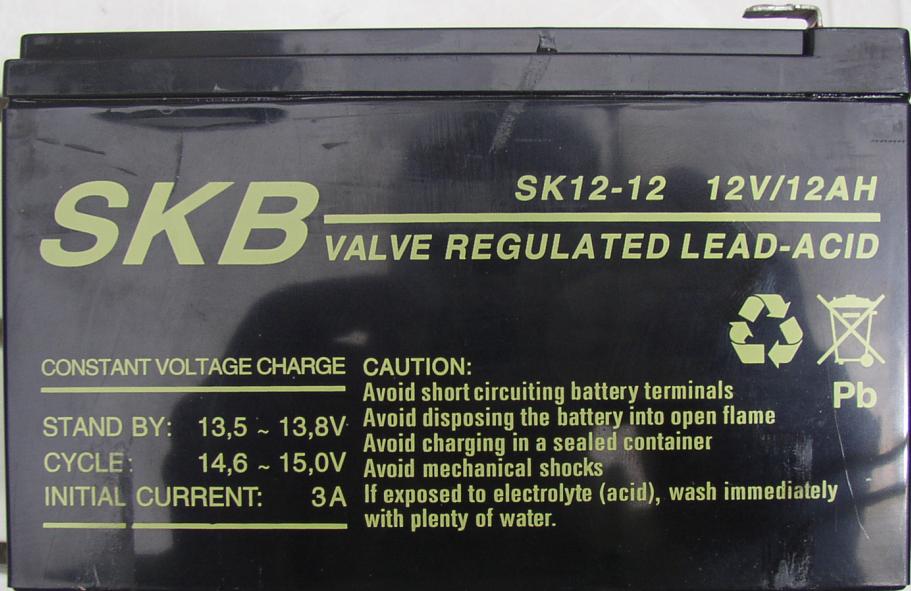 SK12-12 12V/12AH
SKB
VALVE REGULATED LEAD-ACID
Pb
CONSTANT VOLTAGE CHARGE
STAND BY: 13,5 ~ 13,8V
CYCLE: 14,6 ~ 15,0V
INITIAL CURRENT: 3A
CAUTION:
Avoid short circuiting battery terminals
Avoid disposing the battery into open flame
Avoid charging in a sealed container
Avoid mechanical shocks
If exposed to electrolyte (acid), wash immediately
with plenty of water.